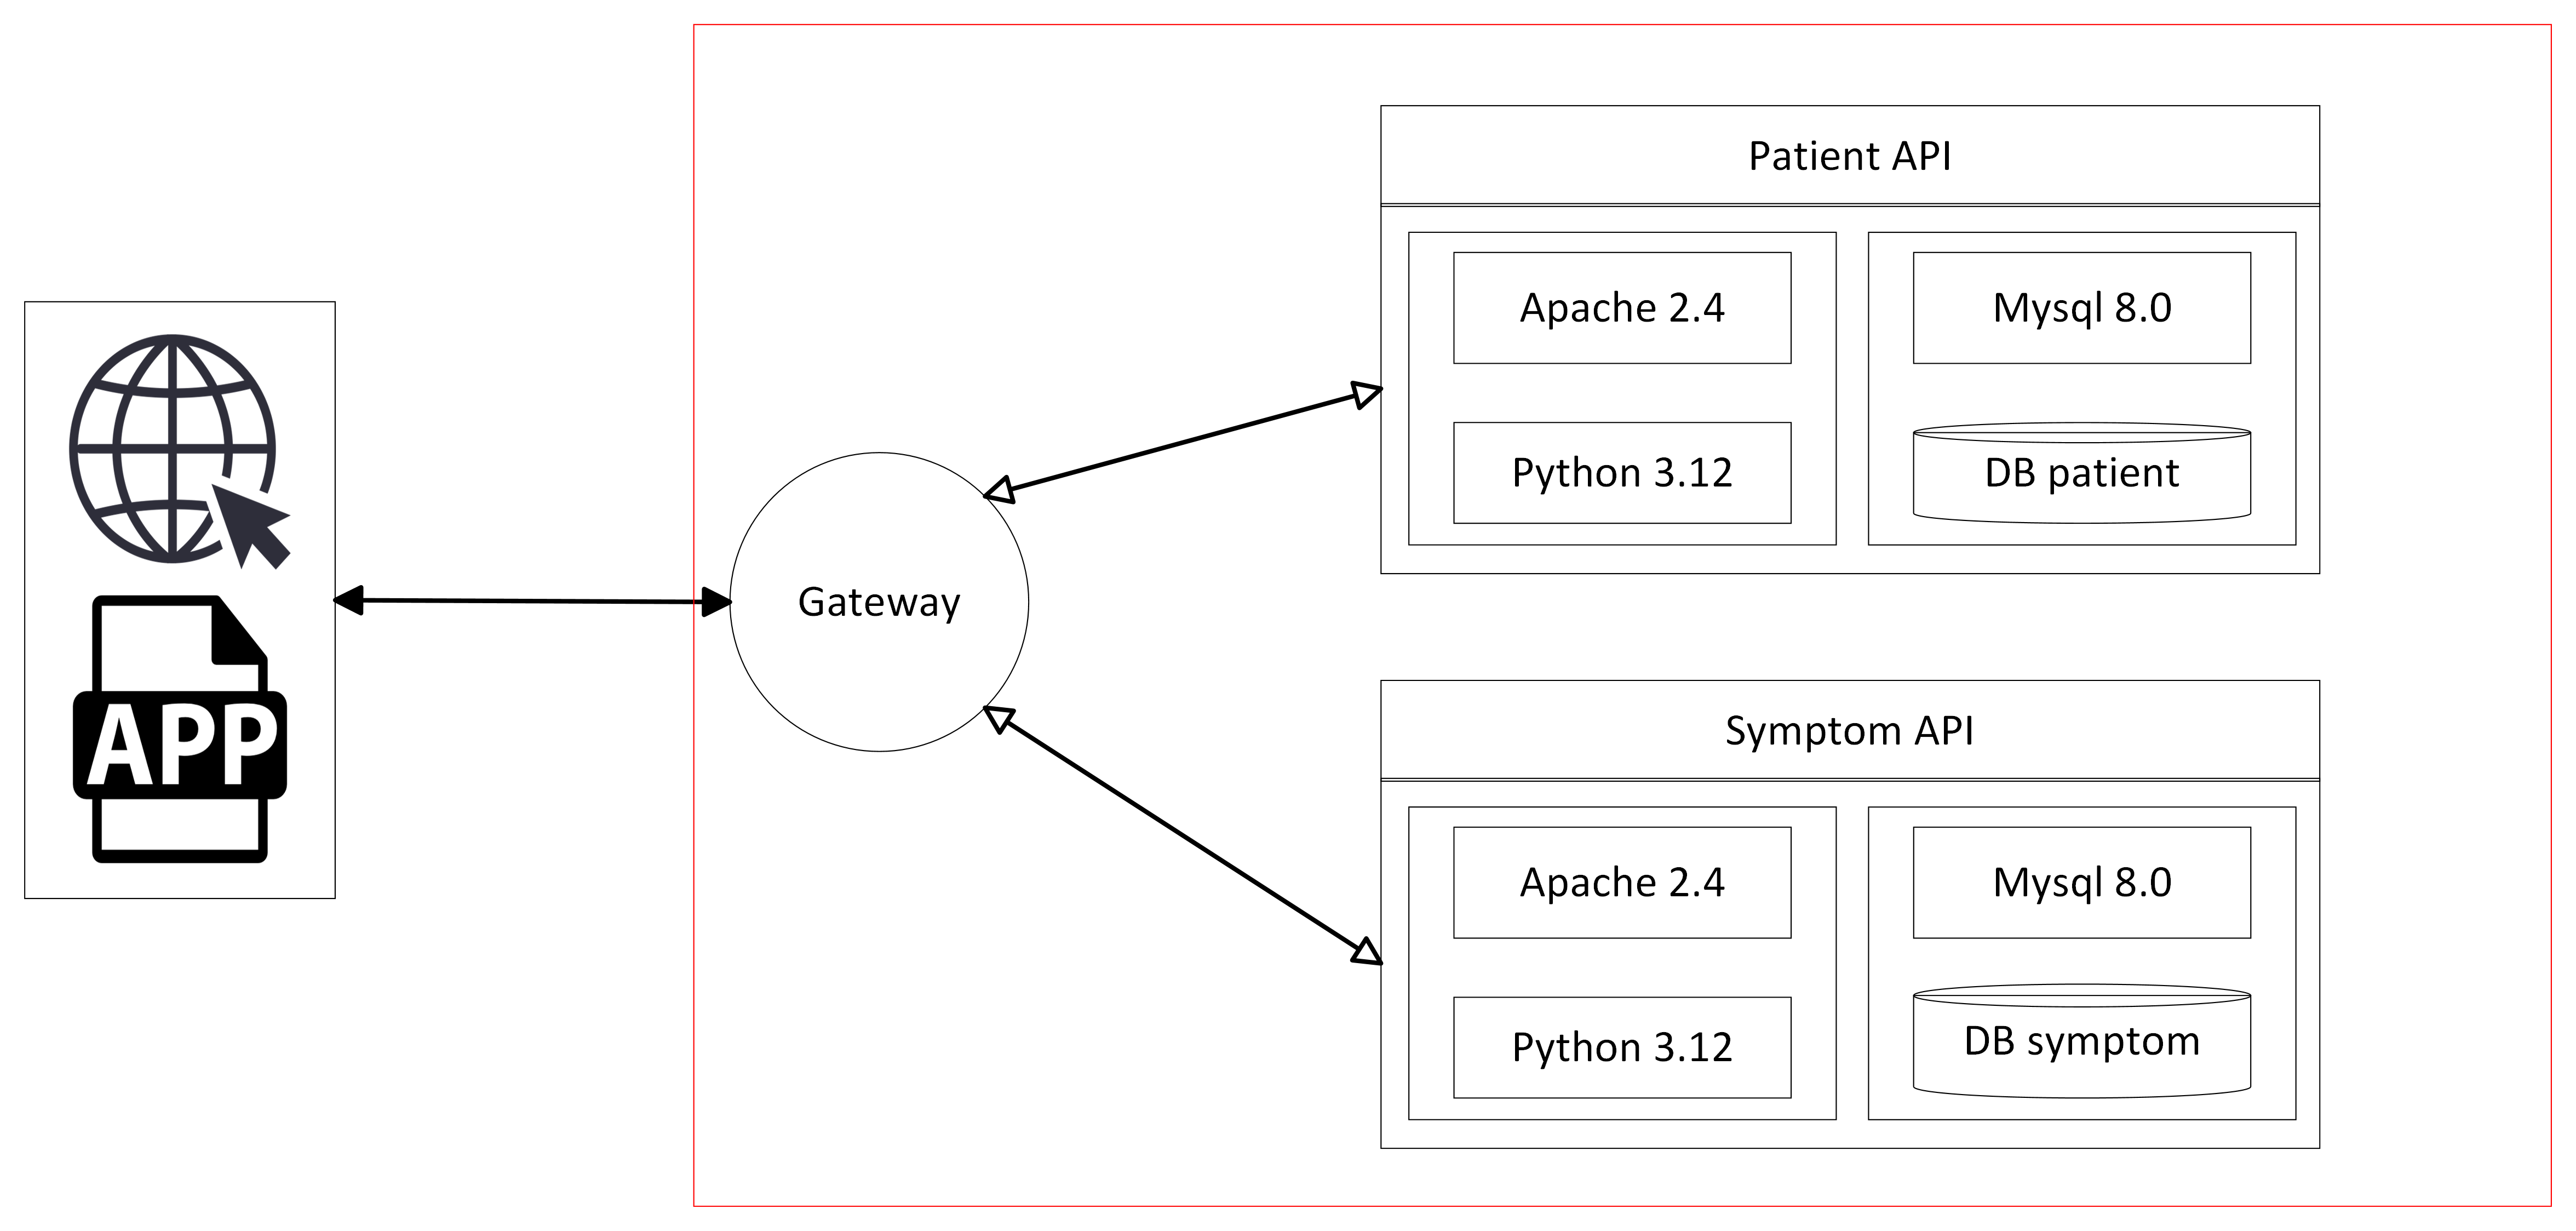 APP
Gateway
Patient API
Apache 2.4
Mysql 8.0
Python 3.12
DB patient
Symptom API
Apache 2.4
Mysql 8.0
Python 3.12
DB symptom